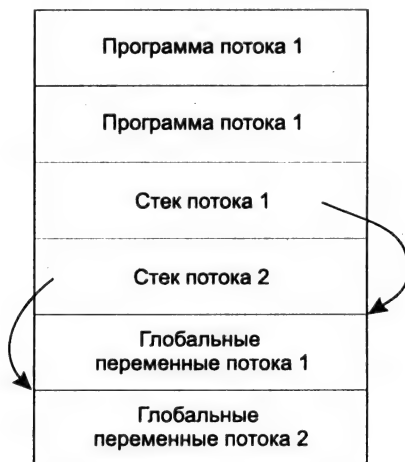 Программа потока 1
Программа потока 1
Стек потока 1
Стек потока 2
Глобальные
переменные потока 1
Глобальные
переменные потока 2